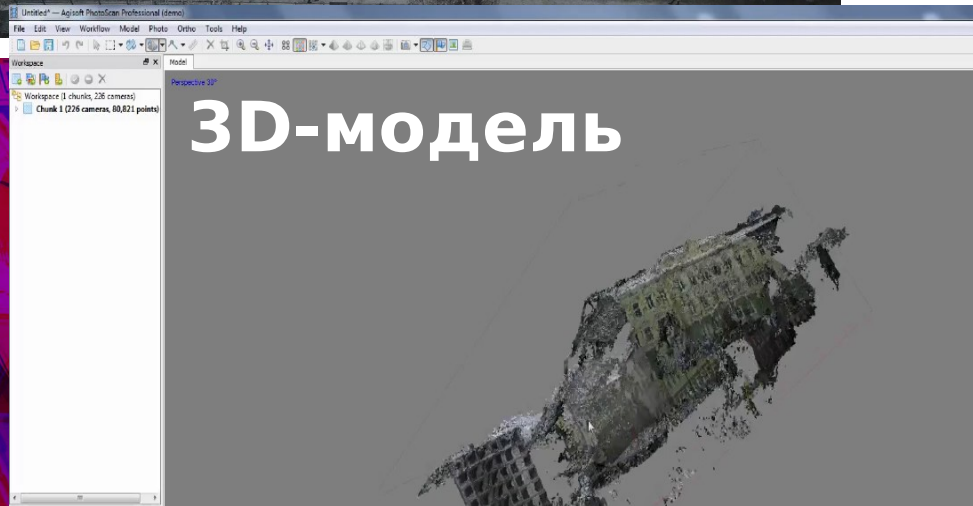 Untitled* — Agisoft PhotoScan Professional (demo)
File Edit View Workflow Model Photo Ortho Tools Help
Workspace
Model
Perspective 30°
Workspace (1 chunks, 226 cameras)
Chunk 1 (226 cameras, 80,821 points)
3D-модель